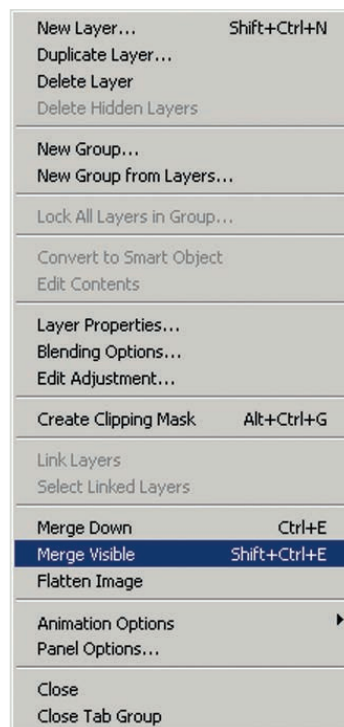 New Layer... Shift+Ctrl+N
Duplicate Layer...
Delete Layer
Delete Hidden Layers
New Group...
New Group from Layers...
Lock All Layers in Group...
Convert to Smart Object
Edit Contents
Layer Properties...
Blending Options...
Edit Adjustment...
Create Clipping Mask Alt+Ctrl+G
Link Layers
Select Linked Layers
Merge Down Ctrl+E
Merge Visible Shift+Ctrl+E
Flatten Image
Animation Options
Panel Options...
Close
Close Tab Group